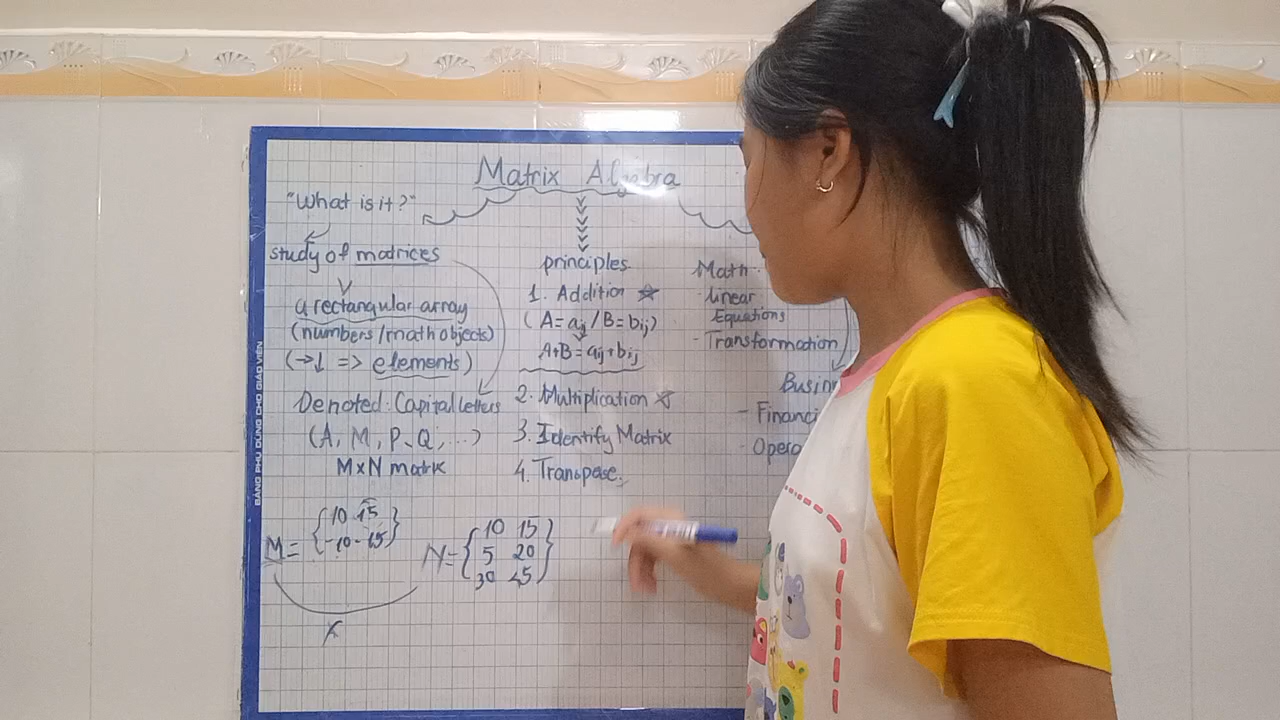 Matrix Algebra
"What is it?"
study of matrices
a rectangular array
(numbers/math objects)
(→↓ => elements)
Denoted: Capital letters
(A, M, P, Q, ...)
M×N matrix
M= { 10 15
-10 -15 }
N= { 10 15
5 20
30 45 }
principles
1. Addition ☆
(A=aij / B=bij)
A+B=aij+bij
2. Multiplication ☆
3. Identify Matrix
4. Transpose
Math
- linear
Equations
- Transformation
Busin
- Financi
- Opera
BẢNG PHỤ DÙNG CHO GIÁO VIÊN